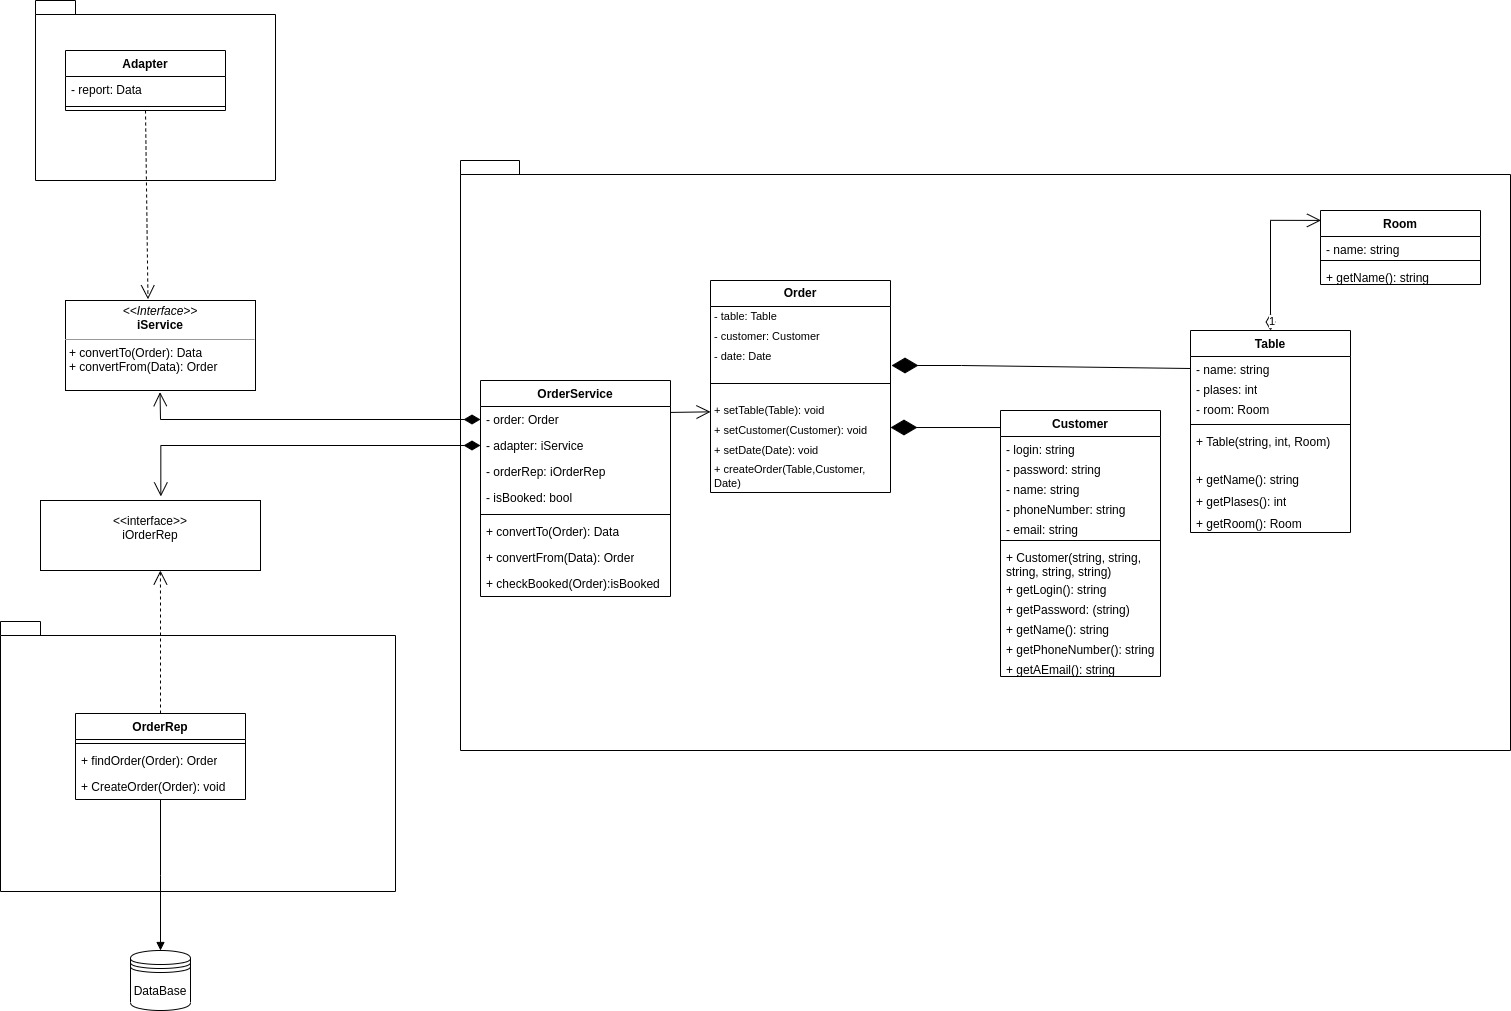 Adapter
- report: Data
<<Interface>>
iService
+ convertTo(Order): Data
+ convertFrom(Data): Order
<<interface>>
iOrderRep
OrderRep
+ findOrder(Order): Order
+ CreateOrder(Order): void
DataBase
OrderService
- order: Order
- adapter: iService
- orderRep: iOrderRep
- isBooked: bool
+ convertTo(Order): Data
+ convertFrom(Data): Order
+ checkBooked(Order):isBooked
Order
- table: Table
- customer: Customer
- date: Date
+ setTable(Table): void
+ setCustomer(Customer): void
+ setDate(Date): void
+ createOrder(Table,Customer,
Date)
Customer
- login: string
- password: string
- name: string
- phoneNumber: string
- email: string
+ Customer(string, string,
string, string, string)
+ getLogin(): string
+ getPassword: (string)
+ getName(): string
+ getPhoneNumber(): string
+ getAEmail(): string
Room
- name: string
+ getName(): string
1
Table
- name: string
- plases: int
- room: Room
+ Table(string, int, Room)
+ getName(): string
+ getPlases(): int
+ getRoom(): Room